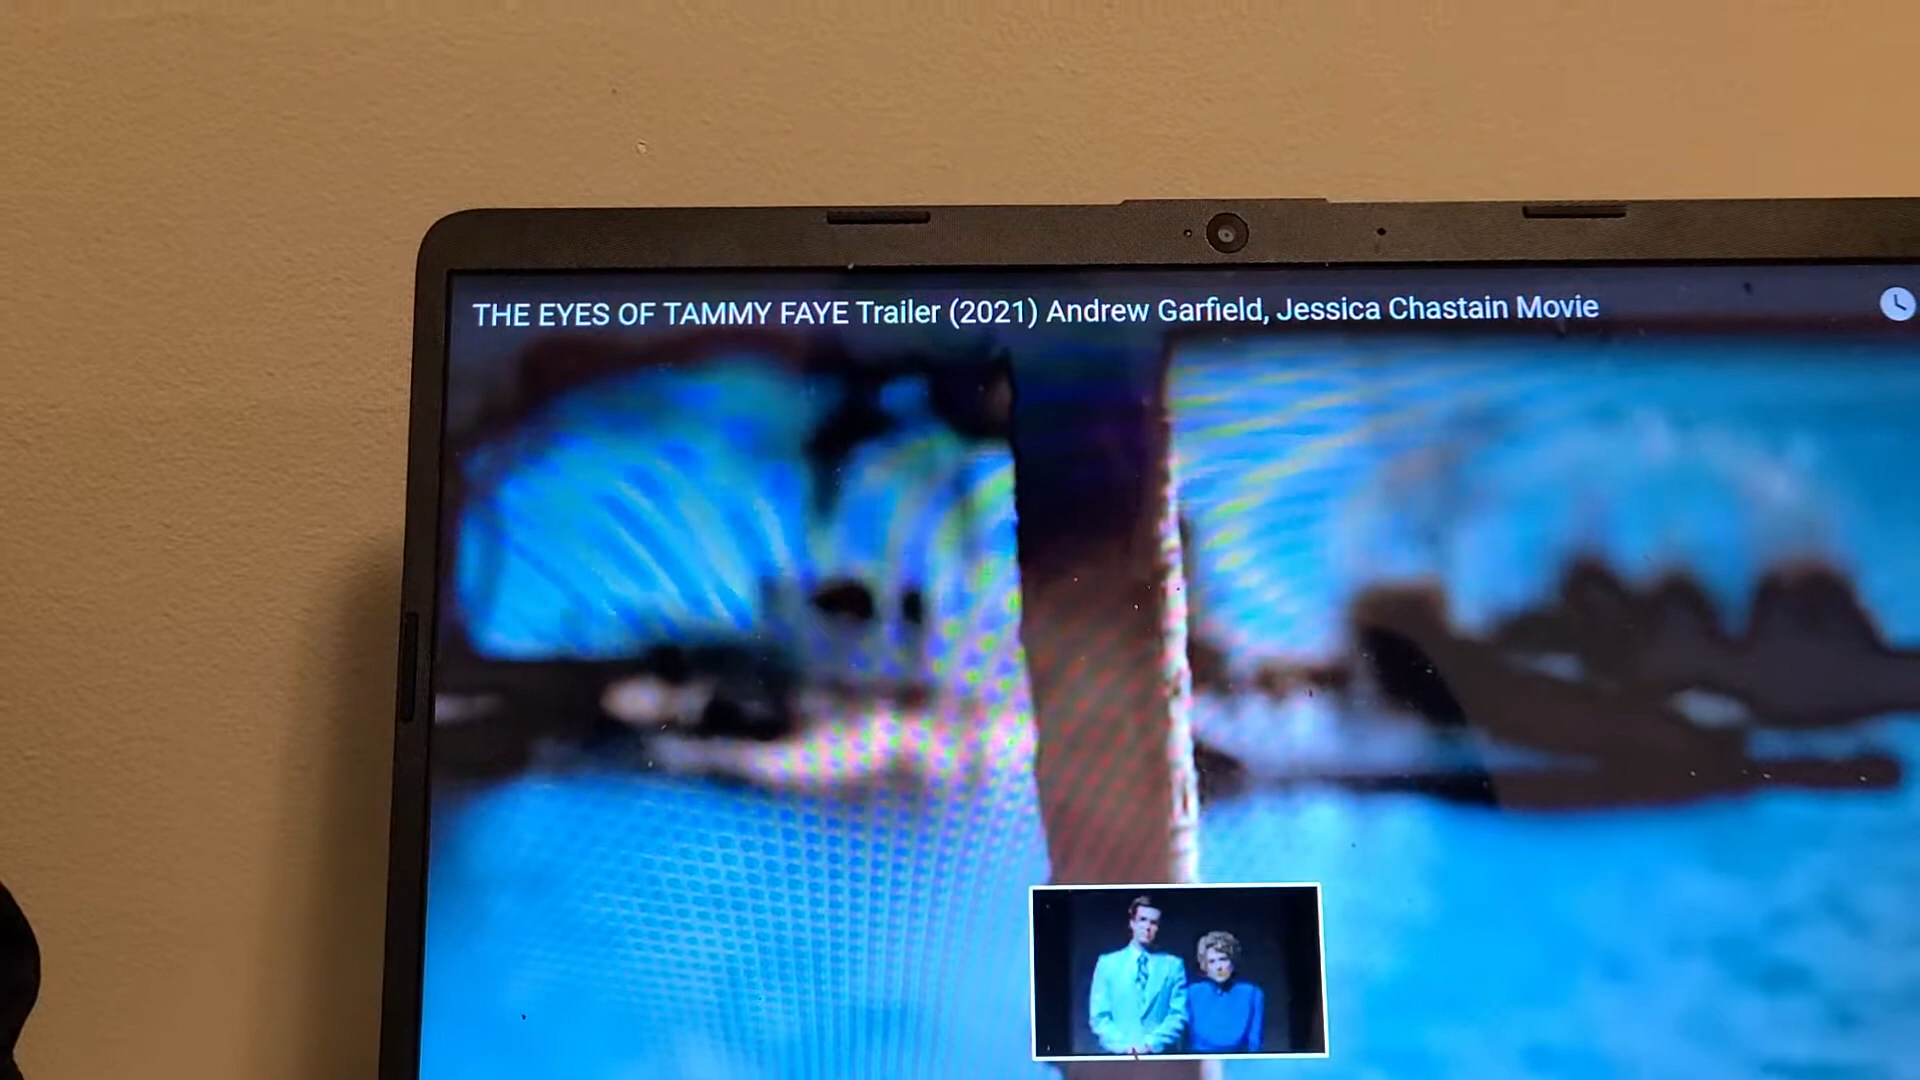 THE EYES OF TAMMY FAYE Trailer (2021) Andrew Garfield, Jessica Chastain Movie